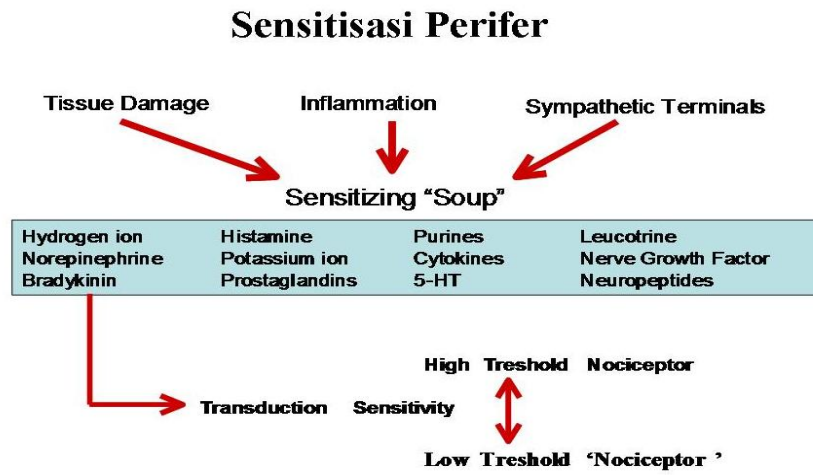 Sensitisasi Perifer
Tissue Damage
Inflammation
Sympathetic Terminals
Sensitizing “Soup”
Hydrogen ion Histamine Purines Leucotrine
Norepinephrine Potassium ion Cytokines Nerve Growth Factor
Bradykinin Prostaglandins 5-HT Neuropeptides
High Treshold Nociceptor
Transduction Sensitivity
Low Treshold ‘Nociceptor ’